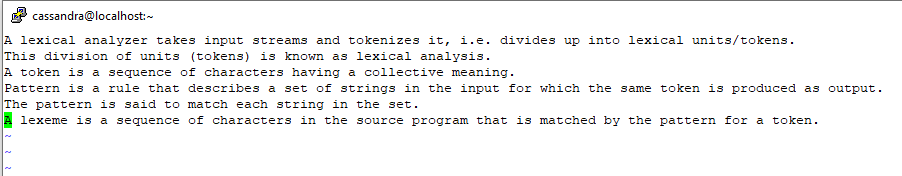 cassandra@localhost:~
A lexical analyzer takes input streams and tokenizes it, i.e. divides up into lexical units/tokens.
This division of units (tokens) is known as lexical analysis.
A token is a sequence of characters having a collective meaning.
Pattern is a rule that describes a set of strings in the input for which the same token is produced as output.
The pattern is said to match each string in the set.
A lexeme is a sequence of characters in the source program that is matched by the pattern for a token.
~
~
~